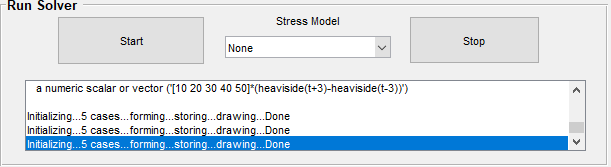 Run Solver
Stress Model
Start
None
Stop
a numeric scalar or vector ('[10 20 30 40 50]*(heaviside(t+3)-heaviside(t-3))')
Initializing...5 cases...forming...storing...drawing...Done
Initializing...5 cases...forming...storing...drawing...Done
Initializing...5 cases...forming...storing...drawing...Done